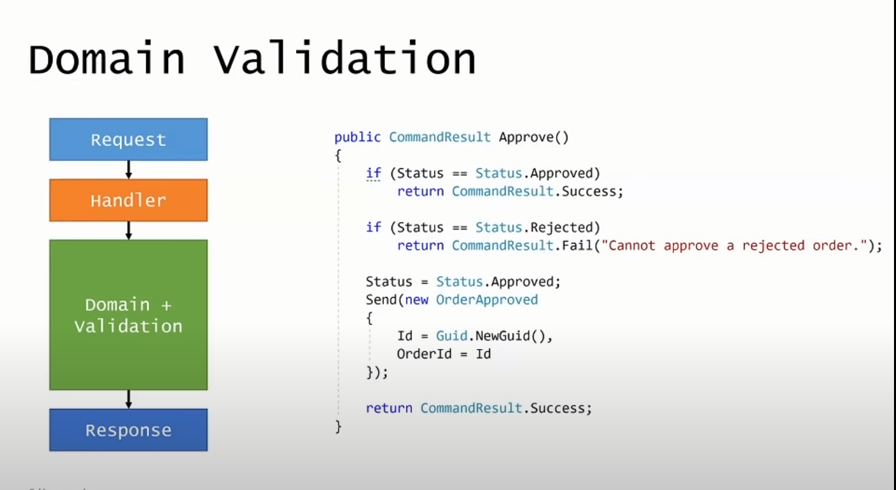 Domain Validation
Request
Handler
Domain +
Validation
Response
public CommandResult Approve()
{
if (Status == Status.Approved)
return CommandResult.Success;
if (Status == Status.Rejected)
return CommandResult.Fail("Cannot approve a rejected order.");
Status = Status.Approved;
Send(new OrderApproved
{
Id = Guid.NewGuid(),
OrderId = Id
});
return CommandResult.Success;
}